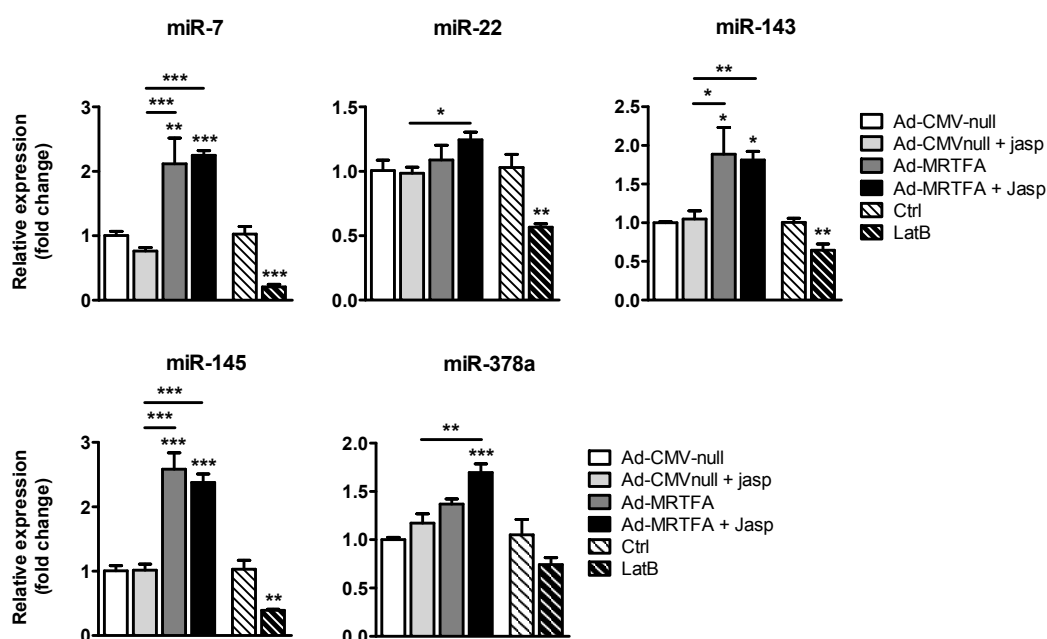 miR-7
miR-22
miR-143
Relative expression
(fold change)
3
2
1
0
***
***
**
***
***
1.5
1.0
0.5
0.0
*
**
2.5
2.0
1.5
1.0
0.5
0.0
**
*
*
*
**
Ad-CMV-null
Ad-CMVnull + jasp
Ad-MRTFA
Ad-MRTFA + Jasp
Ctrl
LatB
miR-145
miR-378a
Relative expression
(fold change)
3
2
1
0
***
***
***
***
**
2.0
1.5
1.0
0.5
0.0
**
***
Ad-CMV-null
Ad-CMVnull + jasp
Ad-MRTFA
Ad-MRTFA + Jasp
Ctrl
LatB